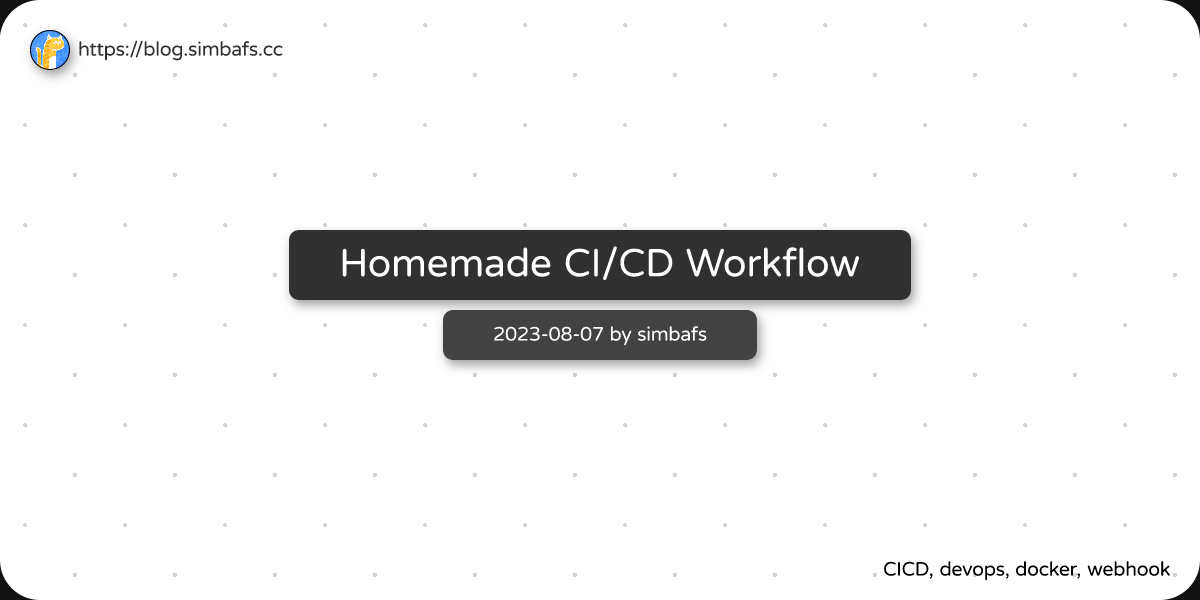 https://blog.simbafs.cc
Homemade CI/CD Workflow
2023-08-07 by simbafs
CICD, devops, docker, webhook